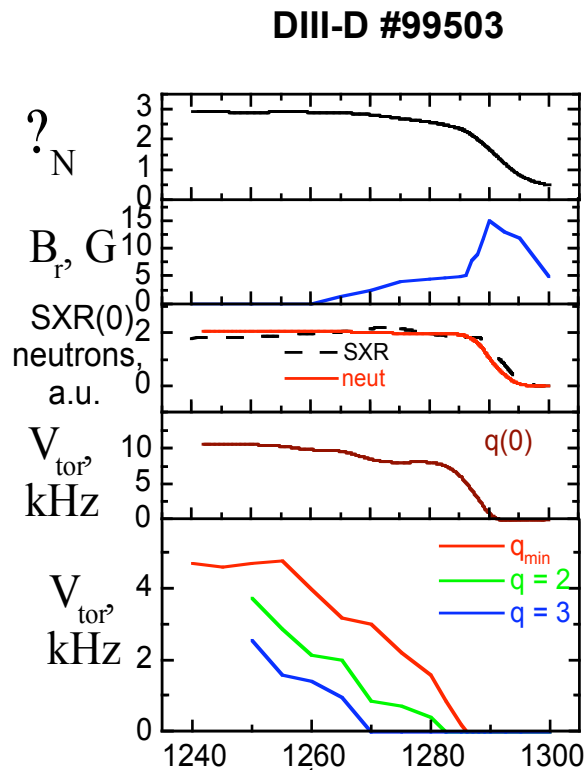 DIII-D #99503
?N
3
2
1
0
Br, G
15
10
5
0
SXR(0)
neutrons,
a.u.
2
0
SXR
neut
Vtor,
kHz
10
5
0
q(0)
Vtor,
kHz
4
2
0
qmin
q = 2
q = 3
1240 1260 1280 1300